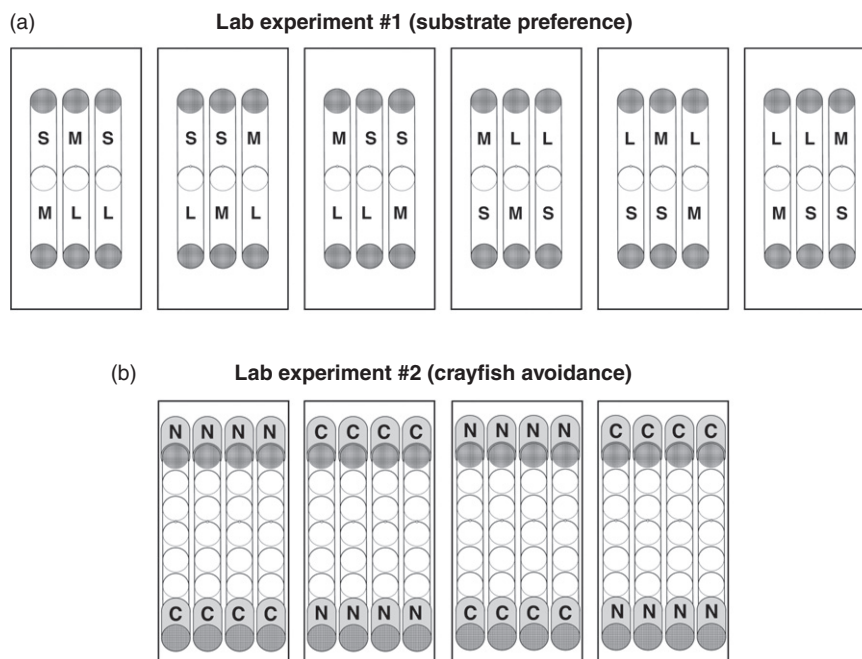 (a) Lab experiment #1 (substrate preference)
S M S S S M M S S M L L L M L L L M
M L L L M L L L M S M S S S M M S S
(b) Lab experiment #2 (crayfish avoidance)
N N N N C C C C N N N N C C C C
C C C C N N N N C C C C N N N N